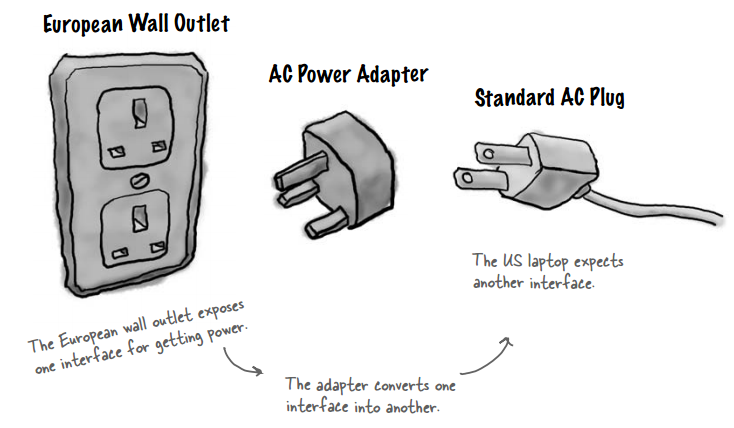 European Wall Outlet
AC Power Adapter
Standard AC Plug
The US laptop expects
another interface.
The European wall outlet exposes
one interface for getting power.
The adapter converts one
interface into another.